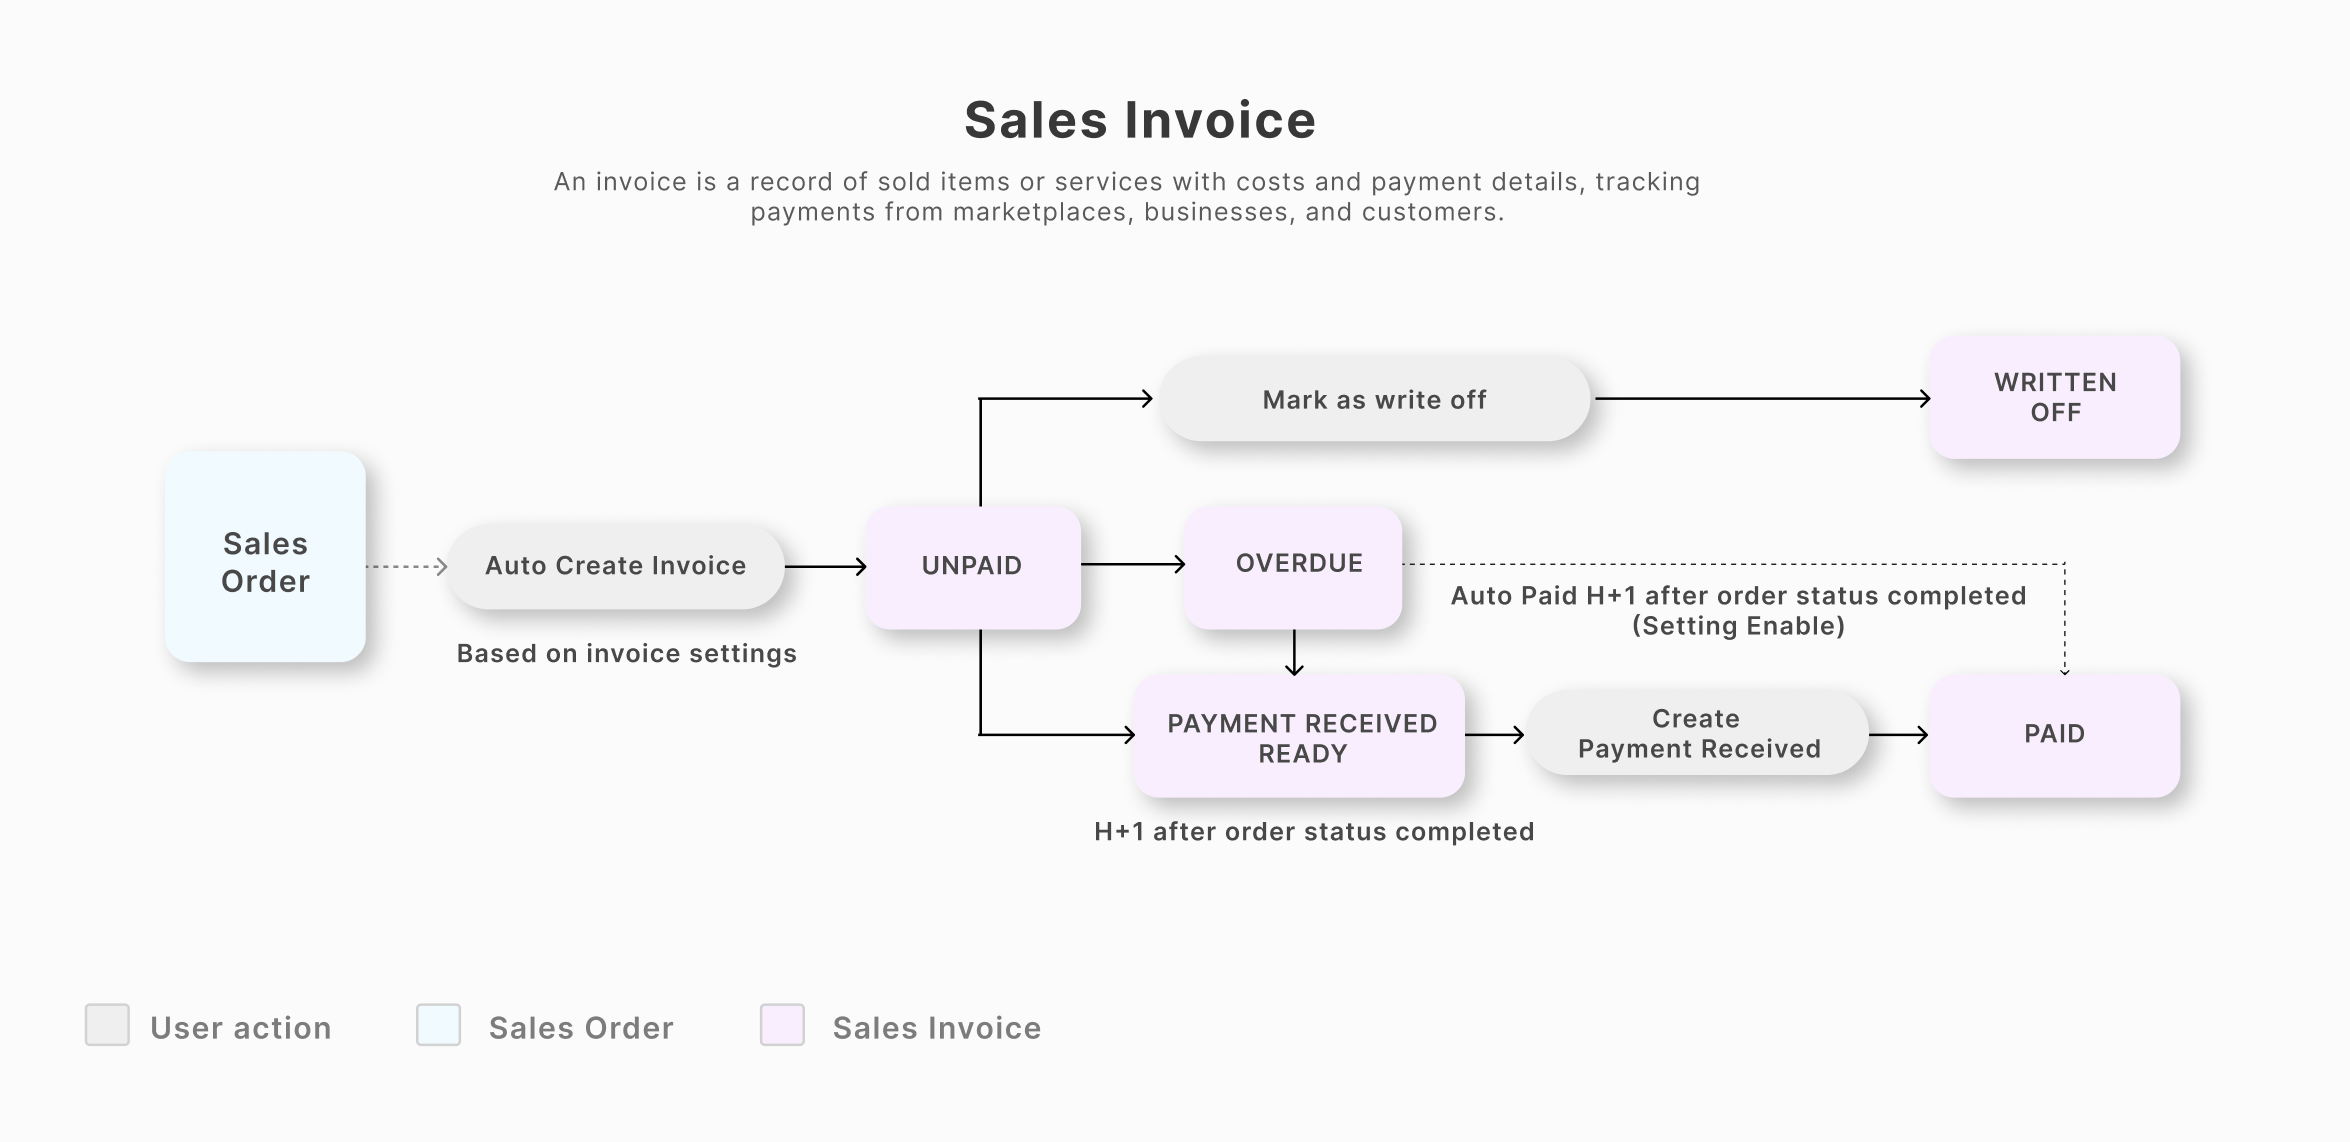 Sales Invoice
An invoice is a record of sold items or services with costs and payment details, tracking
payments from marketplaces, businesses, and customers.
Mark as write off
WRITTEN
OFF
Sales
Order
Auto Create Invoice
Based on invoice settings
UNPAID
OVERDUE
Auto Paid H+1 after order status completed
(Setting Enable)
PAYMENT RECEIVED
READY
H+1 after order status completed
Create
Payment Received
PAID
User action
Sales Order
Sales Invoice